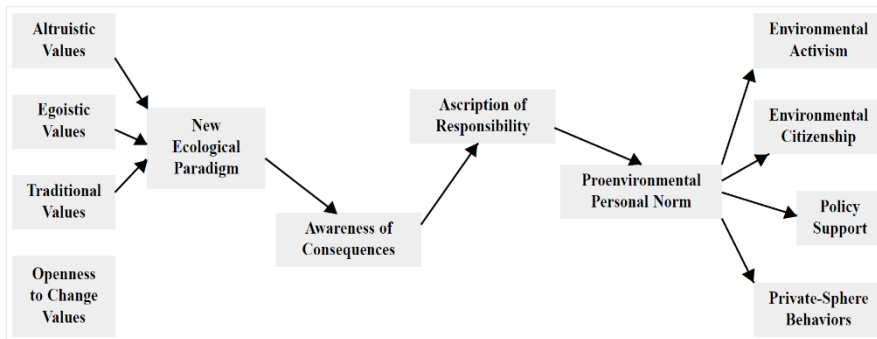 Altruistic
Values
Egoistic
Values
Traditional
Values
Openness
to Change
Values
New
Ecological
Paradigm
Awareness of
Consequences
Ascription of
Responsibility
Proenvironmental
Personal Norm
Environmental
Activism
Environmental
Citizenship
Policy
Support
Private-Sphere
Behaviors